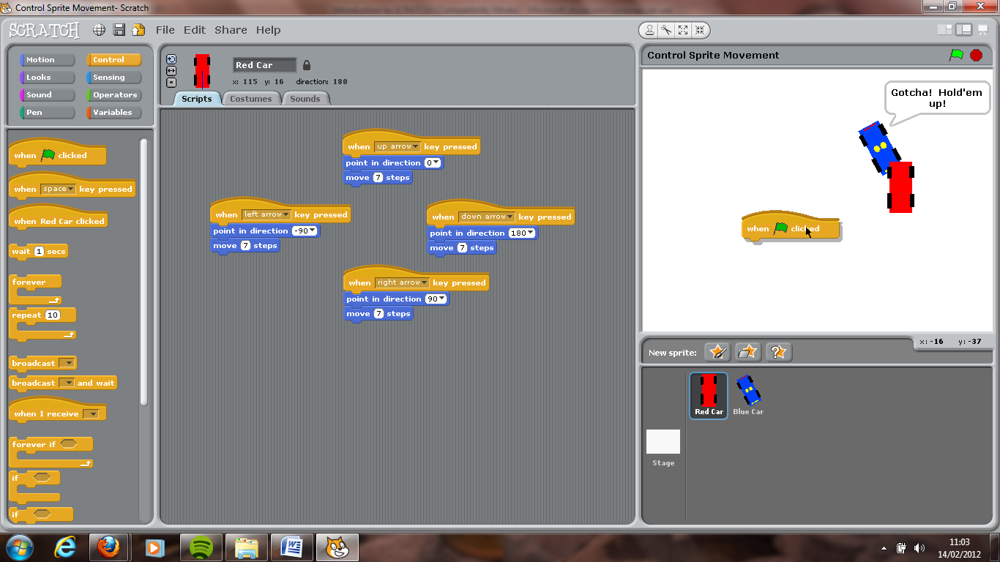 Control Sprite Movement- Scratch
SCRATCH
File Edit Share Help
Motion Control
Looks Sensing
Sound Operators
Pen Variables
when clicked
when space key pressed
when Red Car clicked
wait 1 secs
forever
repeat 10
broadcast
broadcast and wait
when I receive
forever if
if
if
Red Car
x: 115 y: 16 direction: 180
Scripts Costumes Sounds
when up arrow key pressed
point in direction 0
move 7 steps
when left arrow key pressed
point in direction -90
move 7 steps
when down arrow key pressed
point in direction 180
move 7 steps
when right arrow key pressed
point in direction 90
move 7 steps
Control Sprite Movement
Gotcha! Hold'em
up!
when clicked
x: -16 y: -37
New sprite:
Red Car Blue Car
Stage
11:03
14/02/2012